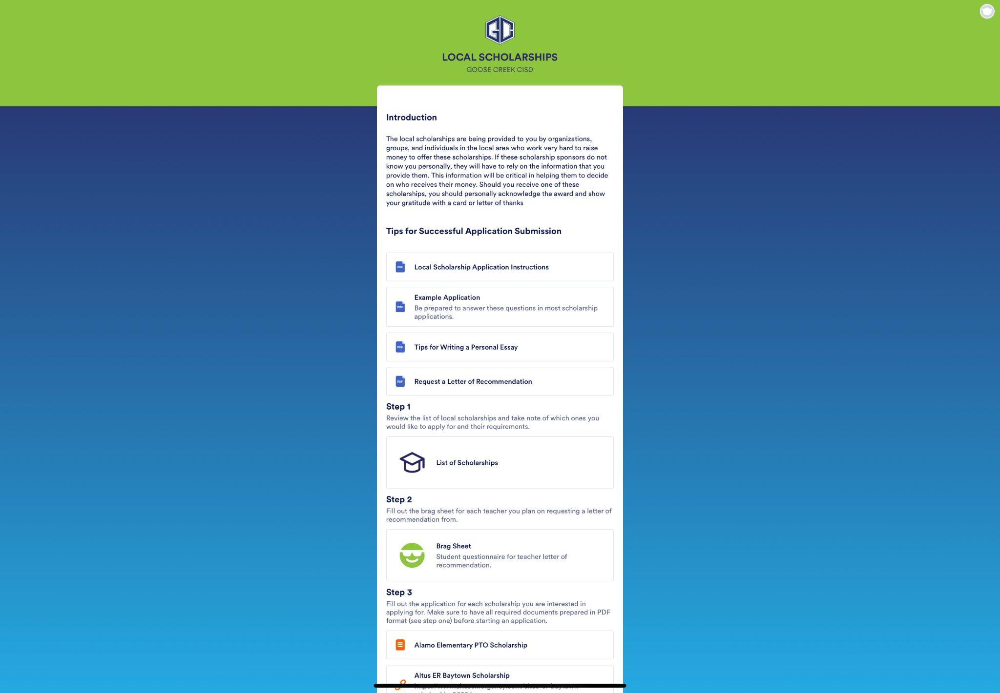 GC
LOCAL SCHOLARSHIPS
GOOSE CREEK CISD
Introduction
The local scholarships are being provided to you by organizations,
groups, and individuals in the local area who work very hard to raise
money to offer these scholarships. If these scholarship sponsors do not
know you personally, they will have to rely on the information that you
provide them. This information will be critical in helping them to decide
on who receives their money. Should you receive one of these
scholarships, you should personally acknowledge the award and show
your gratitude with a card or letter of thanks
Tips for Successful Application Submission
PDF Local Scholarship Application Instructions
Example Application
PDF Be prepared to answer these questions in most scholarship
applications.
PDF Tips for Writing a Personal Essay
PDF Request a Letter of Recommendation
Step 1
Review the list of local scholarships and take note of which ones you
would like to apply for and their requirements.
List of Scholarships
Step 2
Fill out the brag sheet for each teacher you plan on requesting a letter of
recommendation from.
Brag Sheet
Student questionnaire for teacher letter of
recommendation.
Step 3
Fill out the application for each scholarship you are interested in
applying for. Make sure to have all required documents prepared in PDF
format (see step one) before starting an application.
Alamo Elementary PTO Scholarship
Altus ER Baytown Scholarship